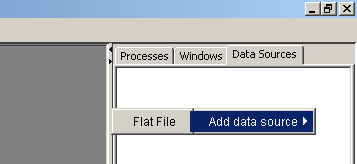 Processes Windows Data Sources
Flat File Add data source